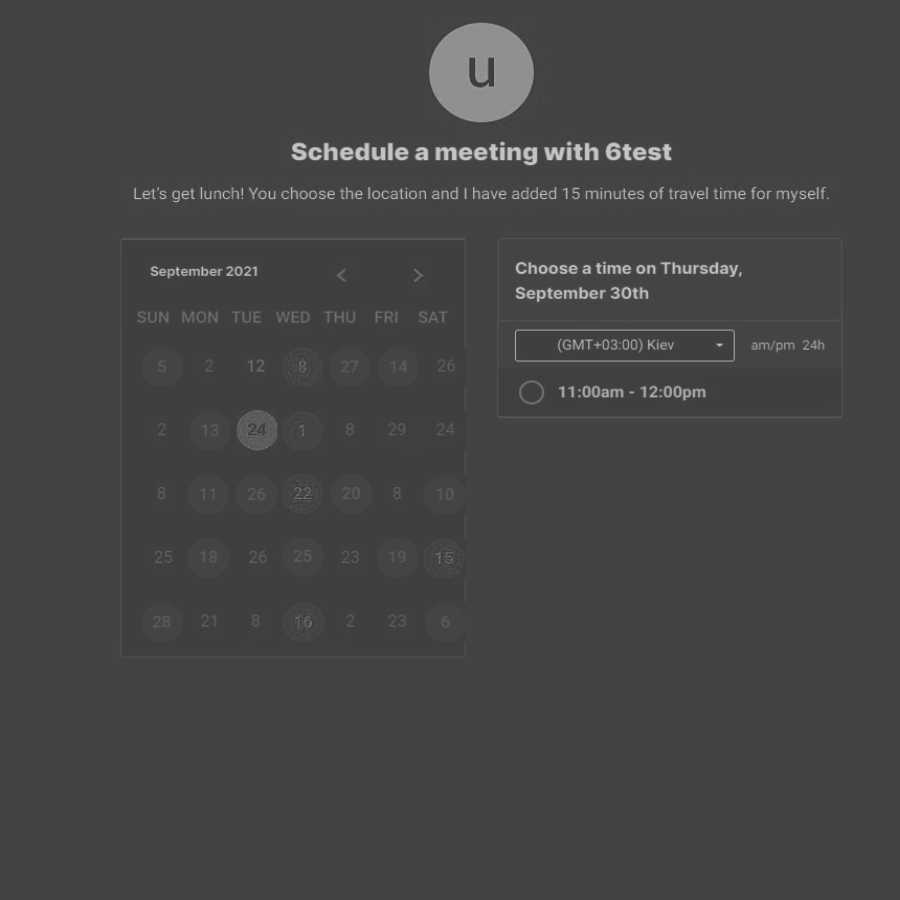 u
Schedule a meeting with 6test
Let's get lunch! You choose the location and I have added 15 minutes of travel time for myself.
September 2021
SUN MON TUE WED THU FRI SAT
5 2 12 8 27 14 26
2 13 24 1 8 29 24
8 11 26 22 20 8 10
25 18 26 25 23 19 15
28 21 8 16 2 23 6
Choose a time on Thursday,
September 30th
(GMT+03:00) Kiev am/pm 24h
11:00am - 12:00pm